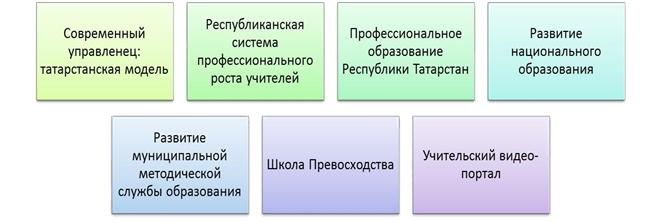 Современный
управленец:
татарстанская модель
Республиканская
система
профессионального
роста учителей
Профессиональное
образование
Республики Татарстан
Развитие
национального
образования
Развитие
муниципальной
методической
службы образования
Школа Превосходства
Учительский видео-
портал